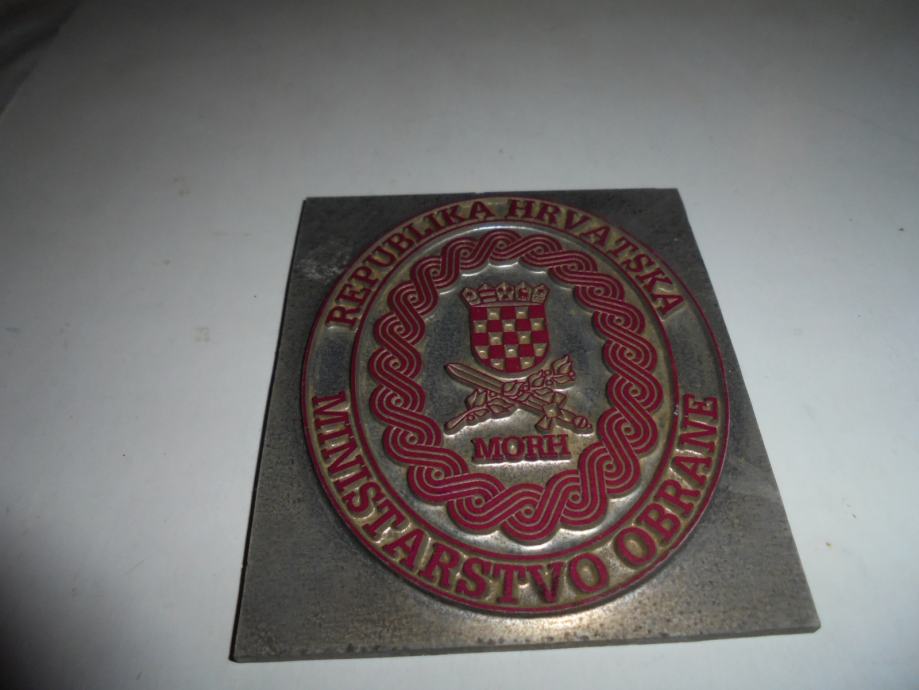 REPUBLIKA HRVATSKA
MORH
MINISTARSTVO OBRANE